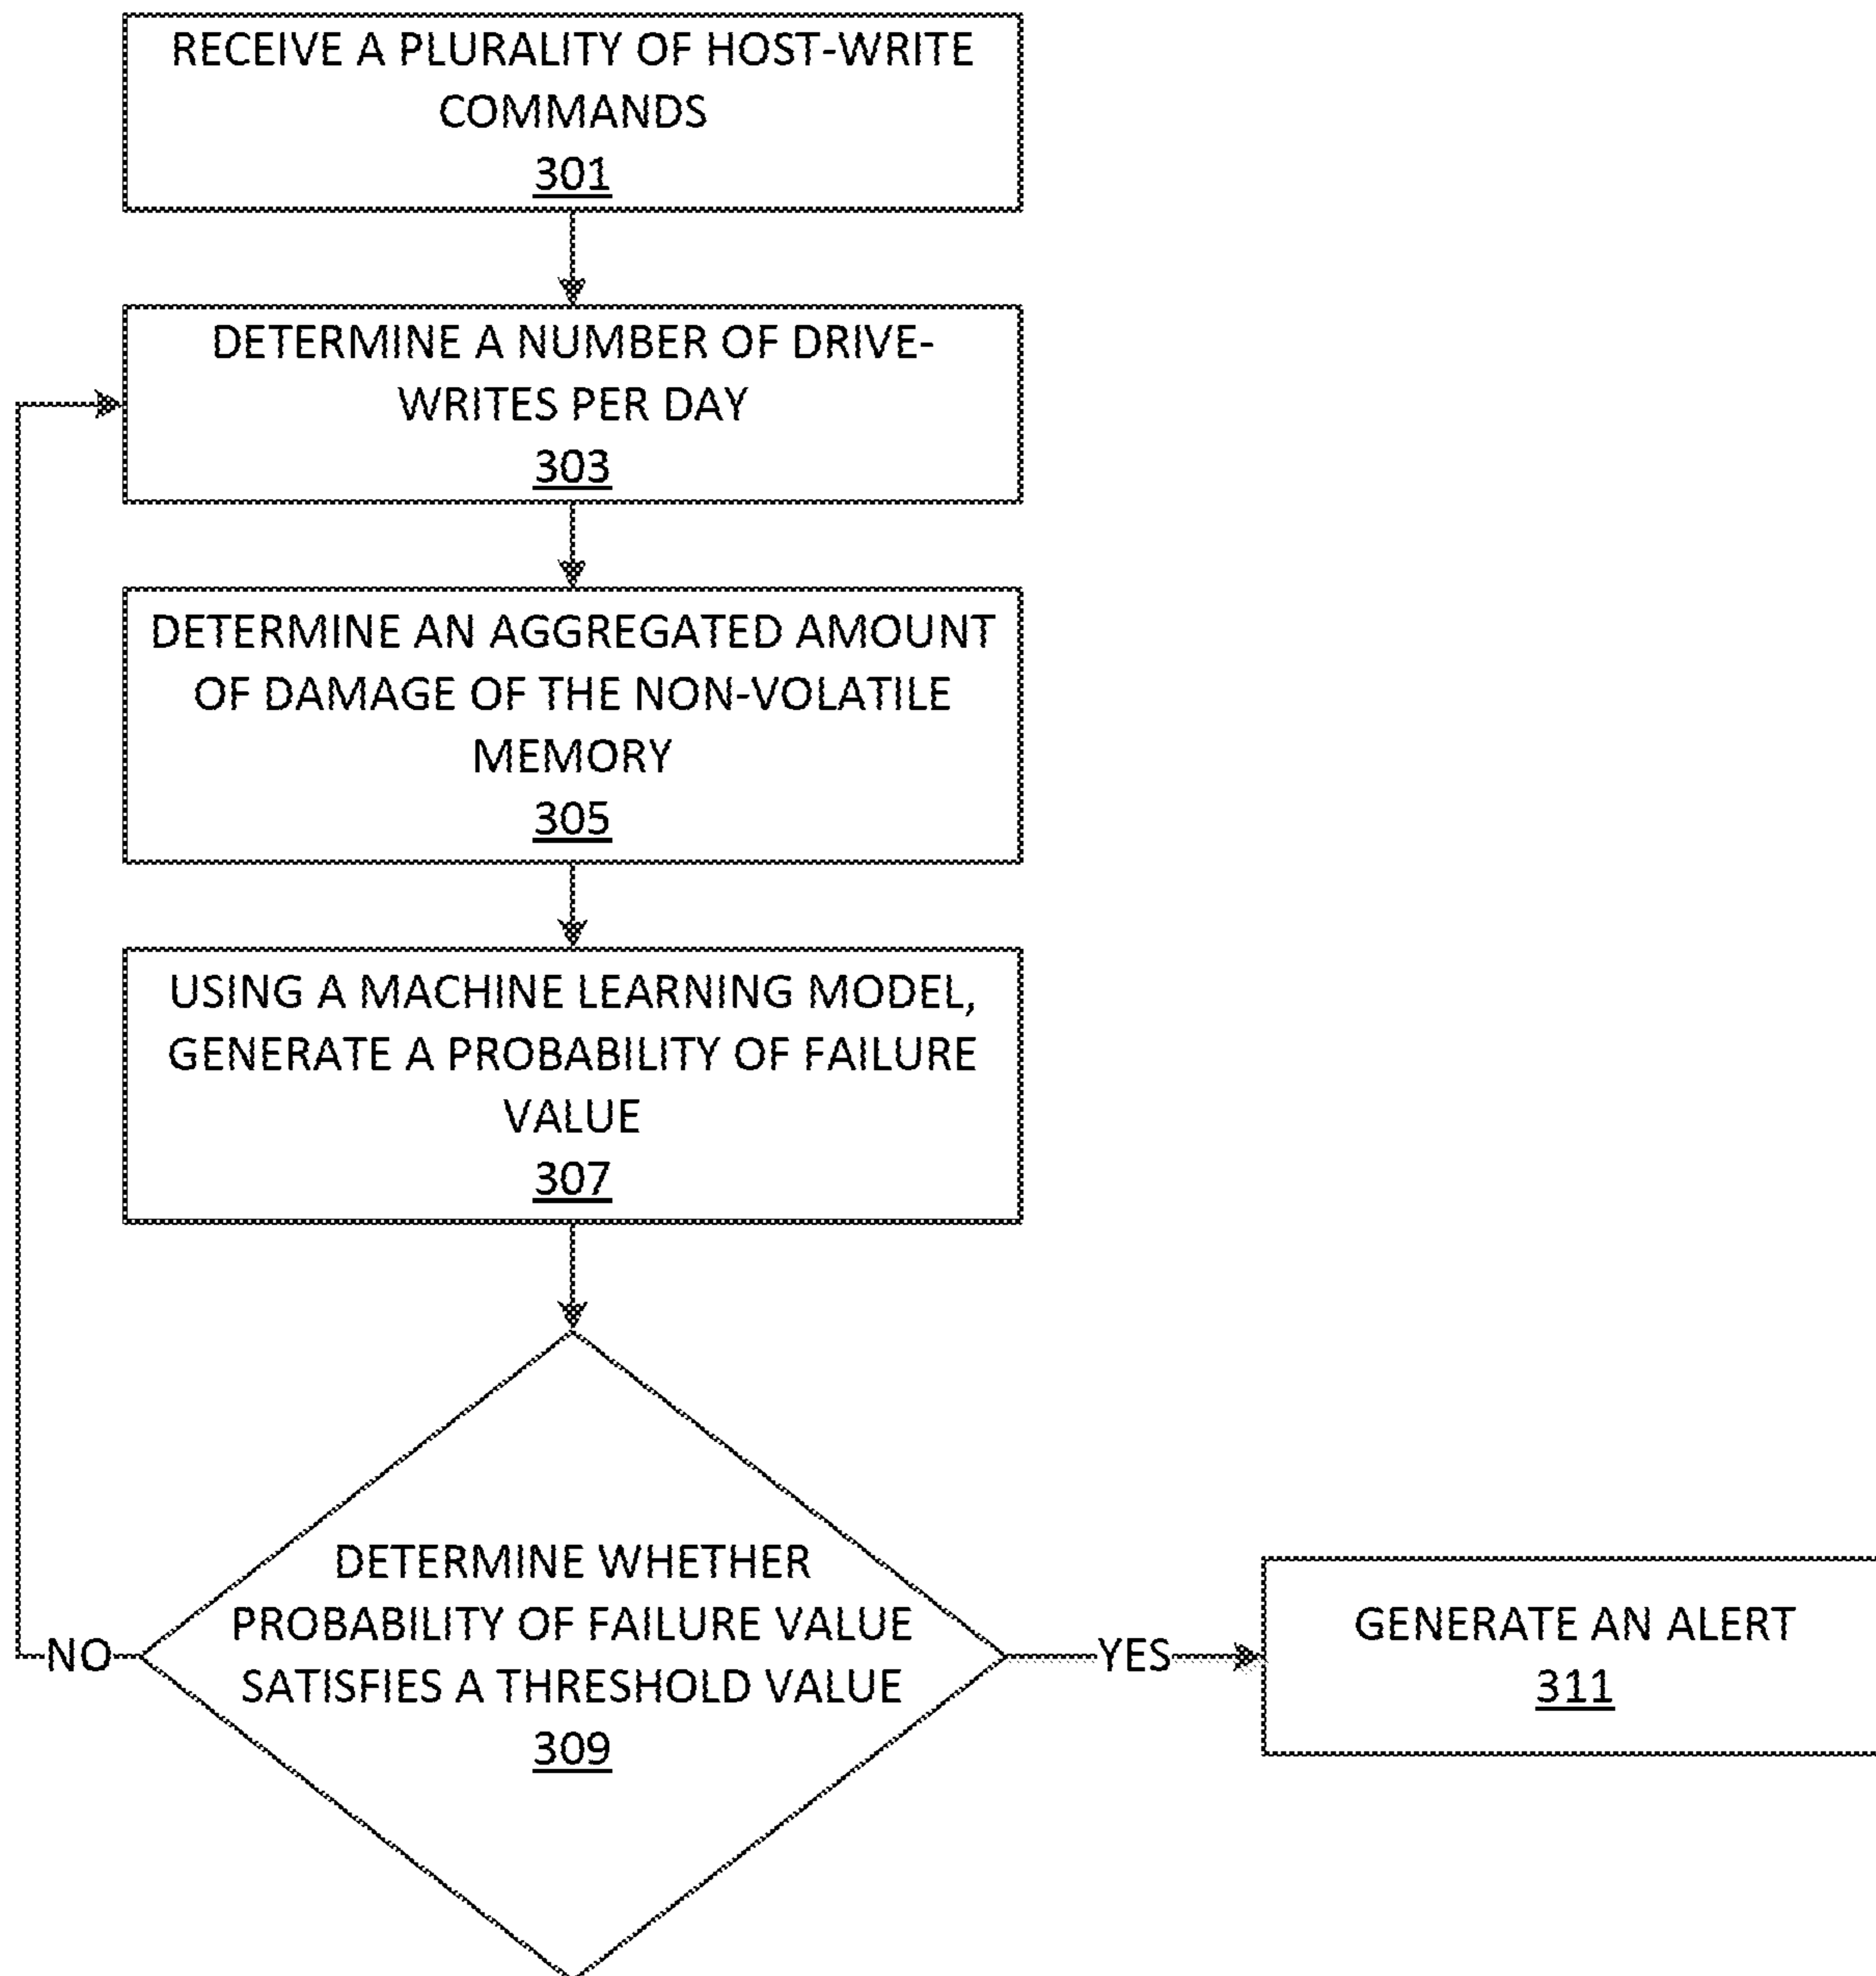 RECEIVE A PLURALITY OF HOST-WRITE
COMMANDS
301
DETERMINE A NUMBER OF DRIVE-
WRITES PER DAY
303
DETERMINE AN AGGREGATED AMOUNT
OF DAMAGE OF THE NON-VOLATILE
MEMORY
305
USING A MACHINE LEARNING MODEL,
GENERATE A PROBABILITY OF FAILURE
VALUE
307
DETERMINE WHETHER
PROBABILITY OF FAILURE VALUE
SATISFIES A THRESHOLD VALUE
309
NO
YES
GENERATE AN ALERT
311